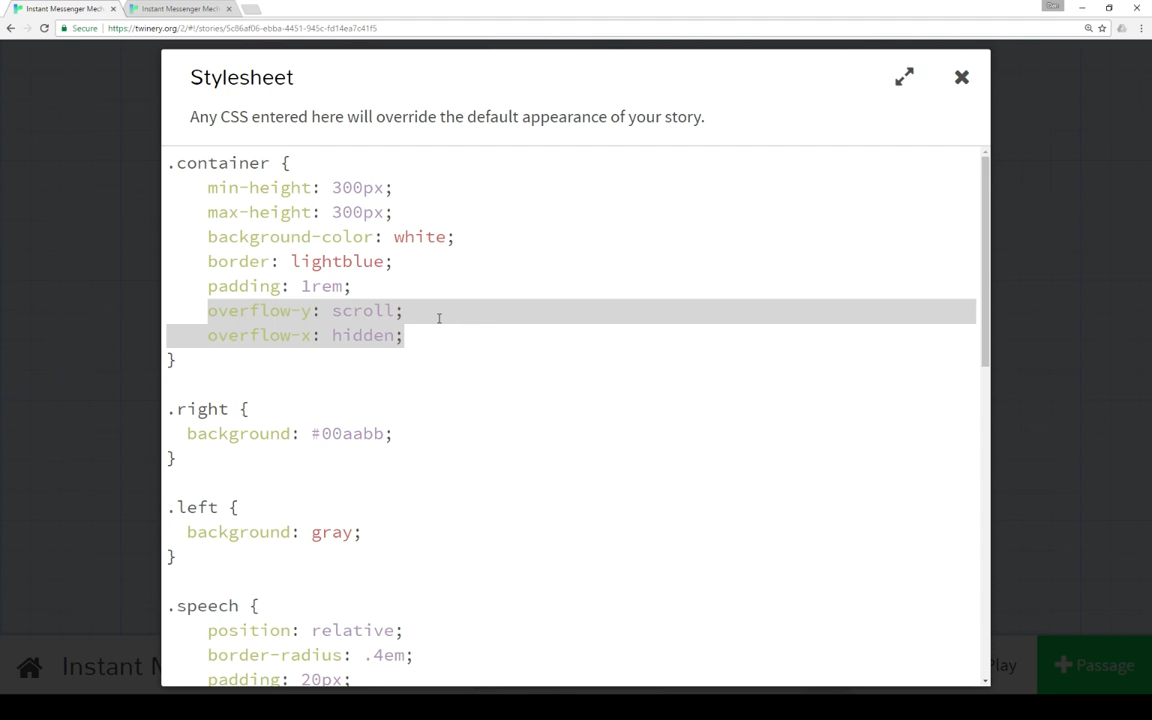 Instant Messenger Mech
Instant Messenger Mech
Secure
https://twinery.org/2/#!/stories/5c86af06-ebba-4451-945c-fd14ea7c41f5
Stylesheet
Any CSS entered here will override the default appearance of your story.
.container {
min-height: 300px;
max-height: 300px;
background-color: white;
border: lightblue;
padding: 1rem;
overflow-y: scroll;
overflow-x: hidden;
}
.right {
background: #00aabb;
}
.left {
background: gray;
}
.speech {
position: relative;
border-radius: .4em;
padding: 20px;
Instant M
Play
Passage